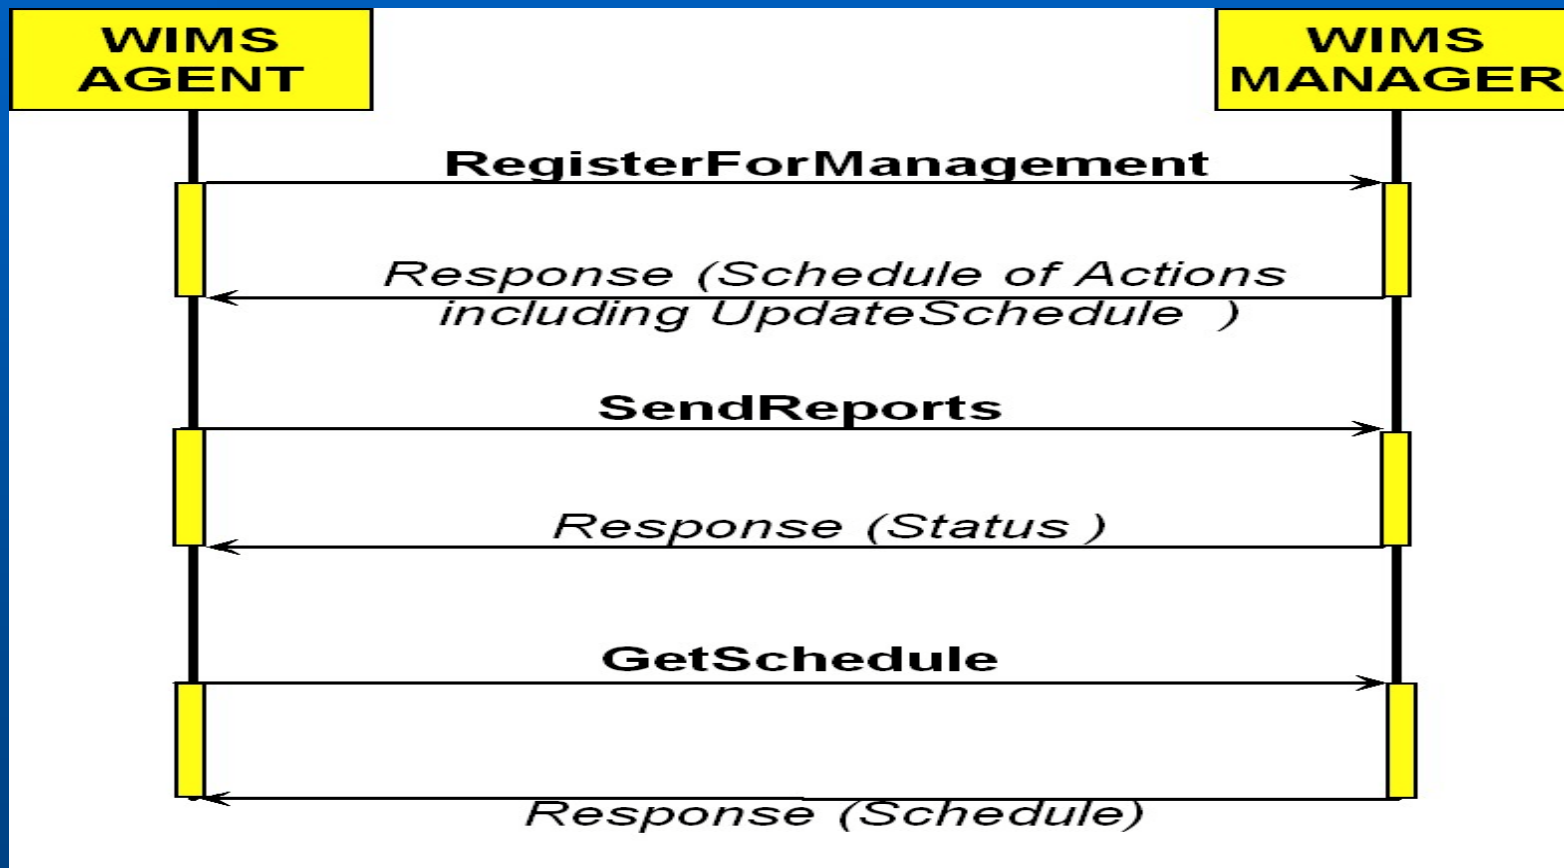 WIMS
AGENT
WIMS
MANAGER
RegisterForManagement
Response (Schedule of Actions
including UpdateSchedule )
SendReports
Response (Status )
GetSchedule
Response (Schedule)